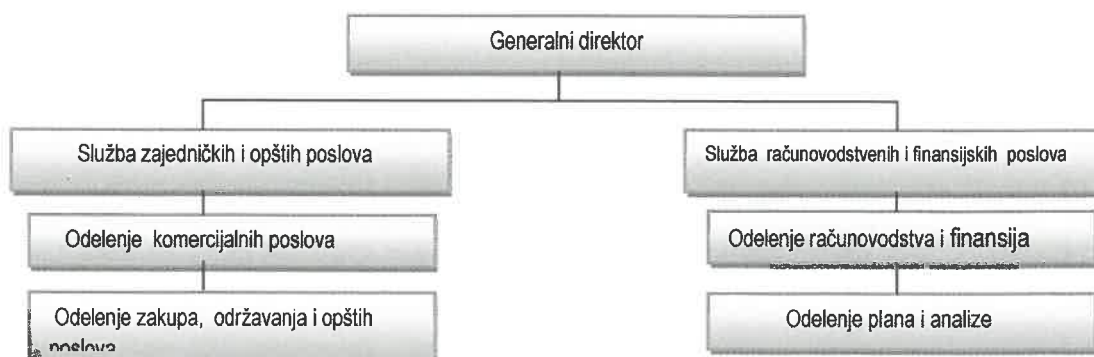 Generalni direktor
Služba zajedničkih i opštih poslova
Odelenje komercijalnih poslova
Odelenje zakupa, održavanja i opštih
poslova
Služba računovodstvenih i finansijskih poslova
Odelenje računovodstva i finansija
Odelenje plana i analize